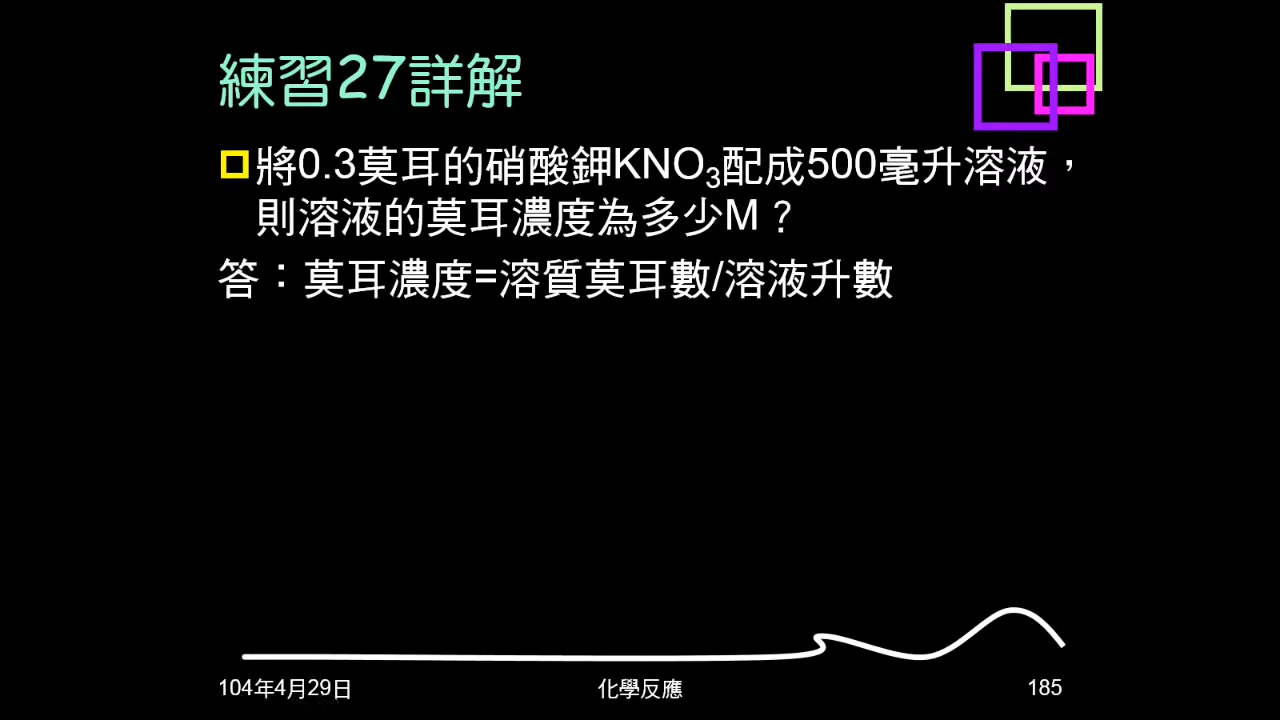 練習27詳解
將0.3莫耳的硝酸鉀KNO₃配成500毫升溶液，
則溶液的莫耳濃度為多少M？
答：莫耳濃度=溶質莫耳數/溶液升數
104年4月29日
化學反應
185